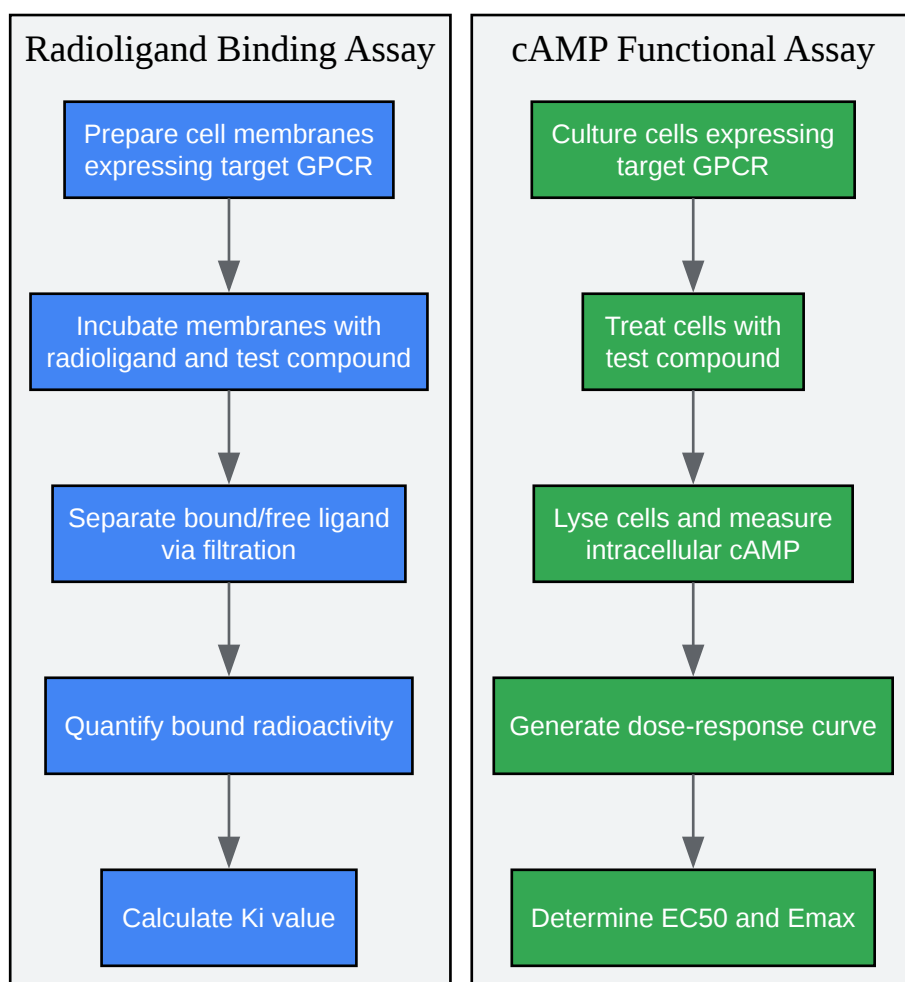 Radioligand Binding Assay
Prepare cell membranes
expressing target GPCR
Incubate membranes with
radioligand and test compound
Separate bound/free ligand
via filtration
Quantify bound radioactivity
Calculate Ki value
cAMP Functional Assay
Culture cells expressing
target GPCR
Treat cells with
test compound
Lyse cells and measure
intracellular cAMP
Generate dose-response curve
Determine EC50 and Emax